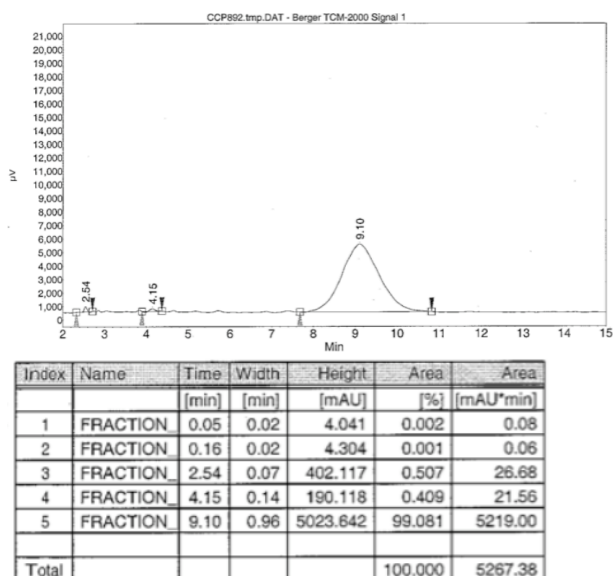 CCP892.tmp.DAT - Berger TCM-2000 Signal 1
21,000
20,000
19,000
18,000
17,000
16,000
15,000
14,000
13,000
12,000
11,000
10,000
9,000
8,000
7,000
6,000
5,000
4,000
3,000
2,000
1,000
0
µV
2.54
4.15
9.10
2 3 4 5 6 7 8 9 10 11 12 13 14 15
Min
Index Name Time Width Height Area Area
[min] [min] [mAU] [%] [mAU*min]
1 FRACTION_ 0.05 0.02 4.041 0.002 0.08
2 FRACTION_ 0.16 0.02 4.304 0.001 0.06
3 FRACTION_ 2.54 0.07 402.117 0.507 26.68
4 FRACTION_ 4.15 0.14 190.118 0.409 21.56
5 FRACTION_ 9.10 0.96 5023.642 99.081 5219.00
Total 100.000 5267.38